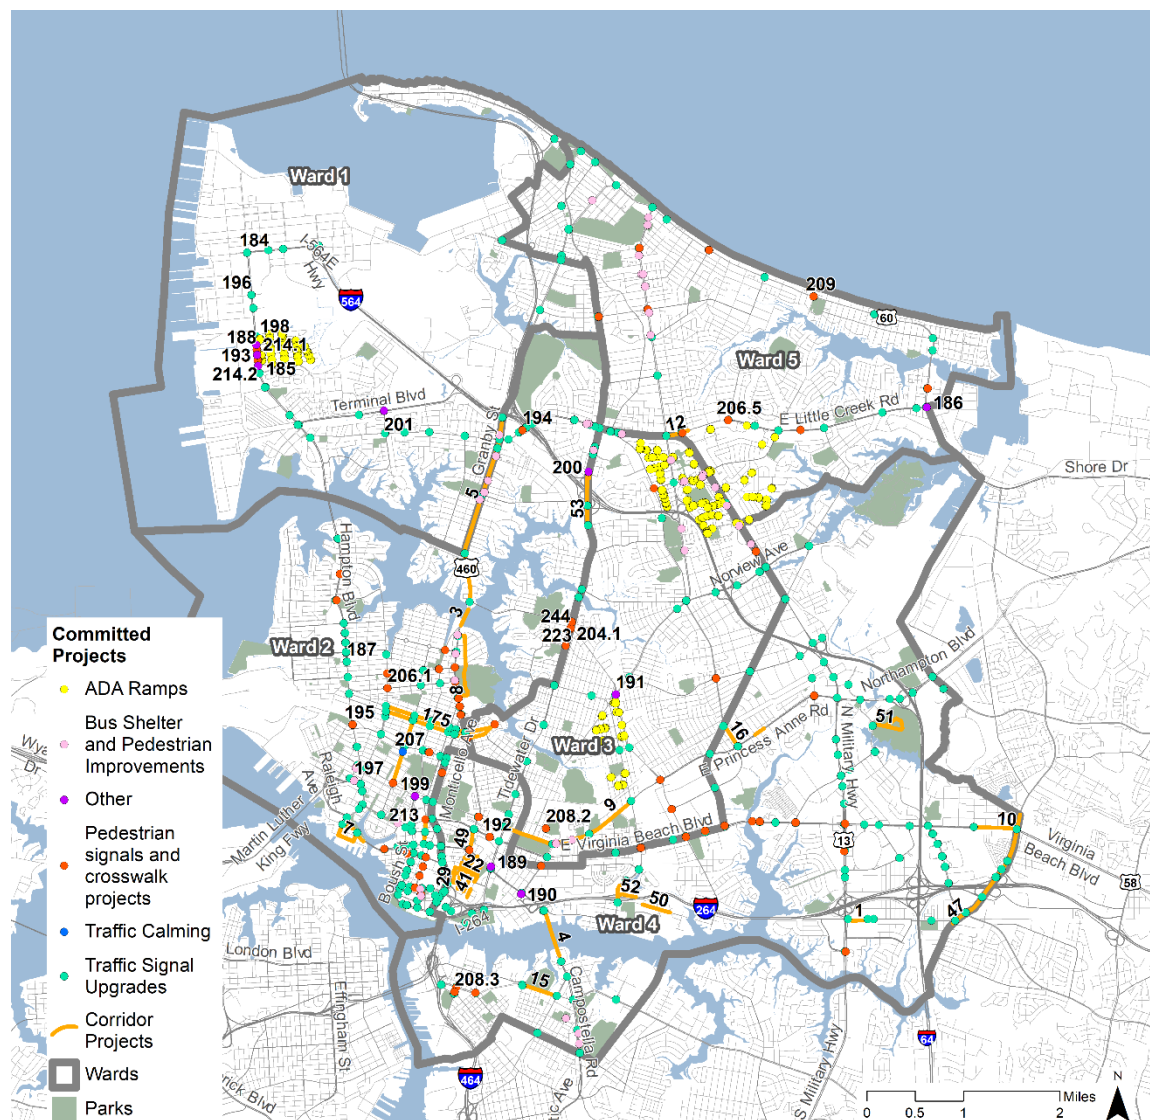 Ward 1
184
I-564E
Hwy
196
564
209
60
198
188
214.1
193
185
214.2
Ward 5
Terminal Blvd
201
Granby St
194
12
206.5
E Little Creek Rd
186
Shore Dr
200
5
53
Hampton Blvd
460
Norview Ave
3
244
223
204.1
Ward 2
187
206.1
8
191
Northampton Blvd
195
175
207
Monticello Ave
Tidewater Dr
Ward 3
16
E Princess Anne Rd
N Military Hwy
51
197
Raleigh
Ave
199
213
Martin Luther
King Fwy
7
Boush St
49
192
208.2
9
E Virginia Beach Blvd
13
10
Virginia
Beach Blvd
58
22
41
29
189
190
52
50
264
1
47
I-264
Ward 4
4
London Blvd
Effingham St
208.3
15
Campostella Rd
S Military Hwy
64
464
Committed
Projects
ADA Ramps
Bus Shelter
and Pedestrian
Improvements
Other
Pedestrian
signals and
crosswalk
projects
Traffic Calming
Traffic Signal
Upgrades
Corridor
Projects
Wards
Parks
Miles
0 0.5 1 2
N